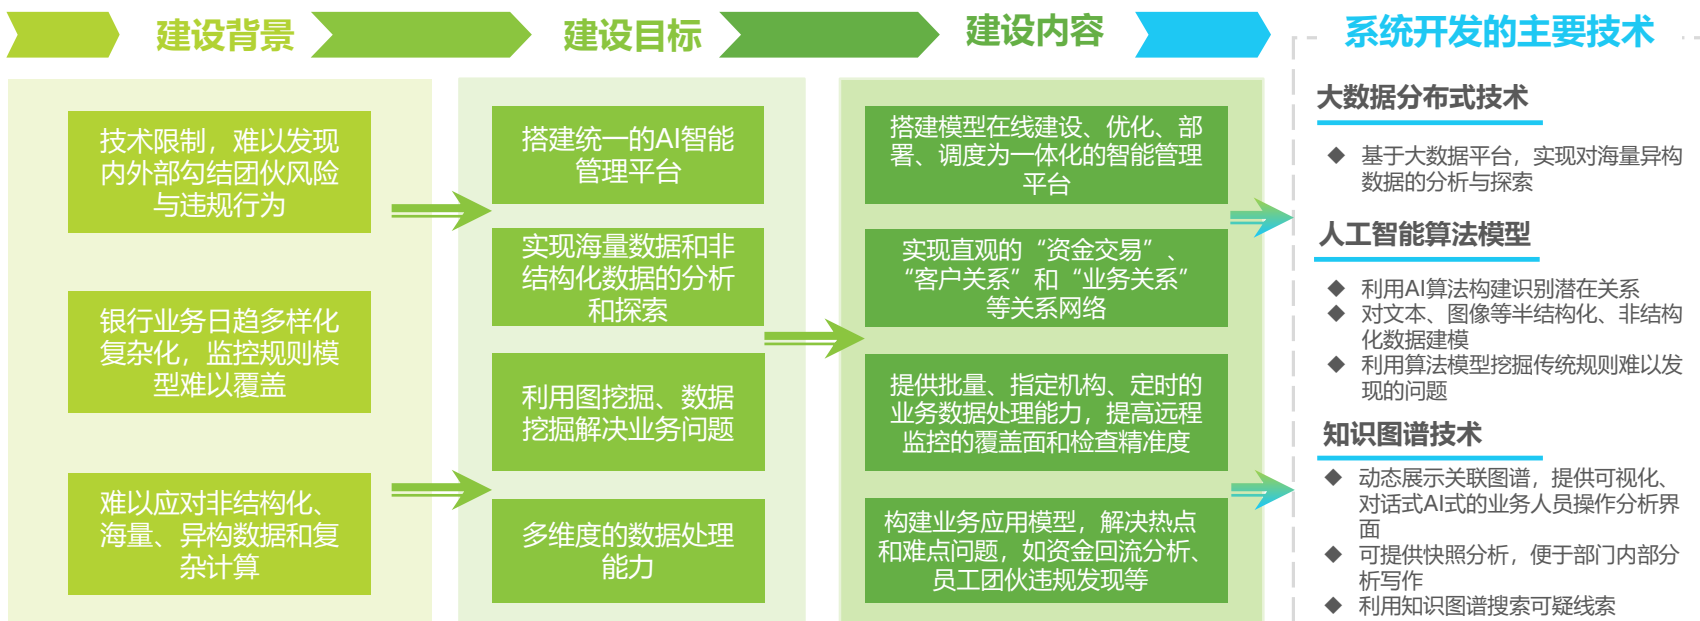 建设背景
建设目标
建设内容
系统开发的主要技术
技术限制，难以发现
内外部勾结团伙风险
与违规行为
银行业务日趋多样化
复杂化，监控规则模
型难以覆盖
难以应对非结构化、
海量、异构数据和复
杂计算
搭建统一的AI智能
管理平台
实现海量数据和非
结构化数据的分析
和探索
利用图挖掘、数据
挖掘解决业务问题
多维度的数据处理
能力
搭建模型在线建设、优化、部
署、调度为一体化的智能管理
平台
实现直观的“资金交易”、
“客户关系”和“业务关系”
等关系网络
提供批量、指定机构、定时的
业务数据处理能力，提高远程
监控的覆盖面和检查精准度
构建业务应用模型，解决热点
和难点问题，如资金回流分析、
员工团伙违规发现等
大数据分布式技术
◆ 基于大数据平台，实现对海量异构
数据的分析与探索
人工智能算法模型
◆ 利用AI算法构建识别潜在关系
◆ 对文本、图像等半结构化、非结构
化数据建模
◆ 利用算法模型挖掘传统规则难以发
现的问题
知识图谱技术
◆ 动态展示关联图谱，提供可视化、
对话式AI式的业务人员操作分析界
面
◆ 可提供快照分析，便于部门内部分
析写作
◆ 利用知识图谱搜索可疑线索